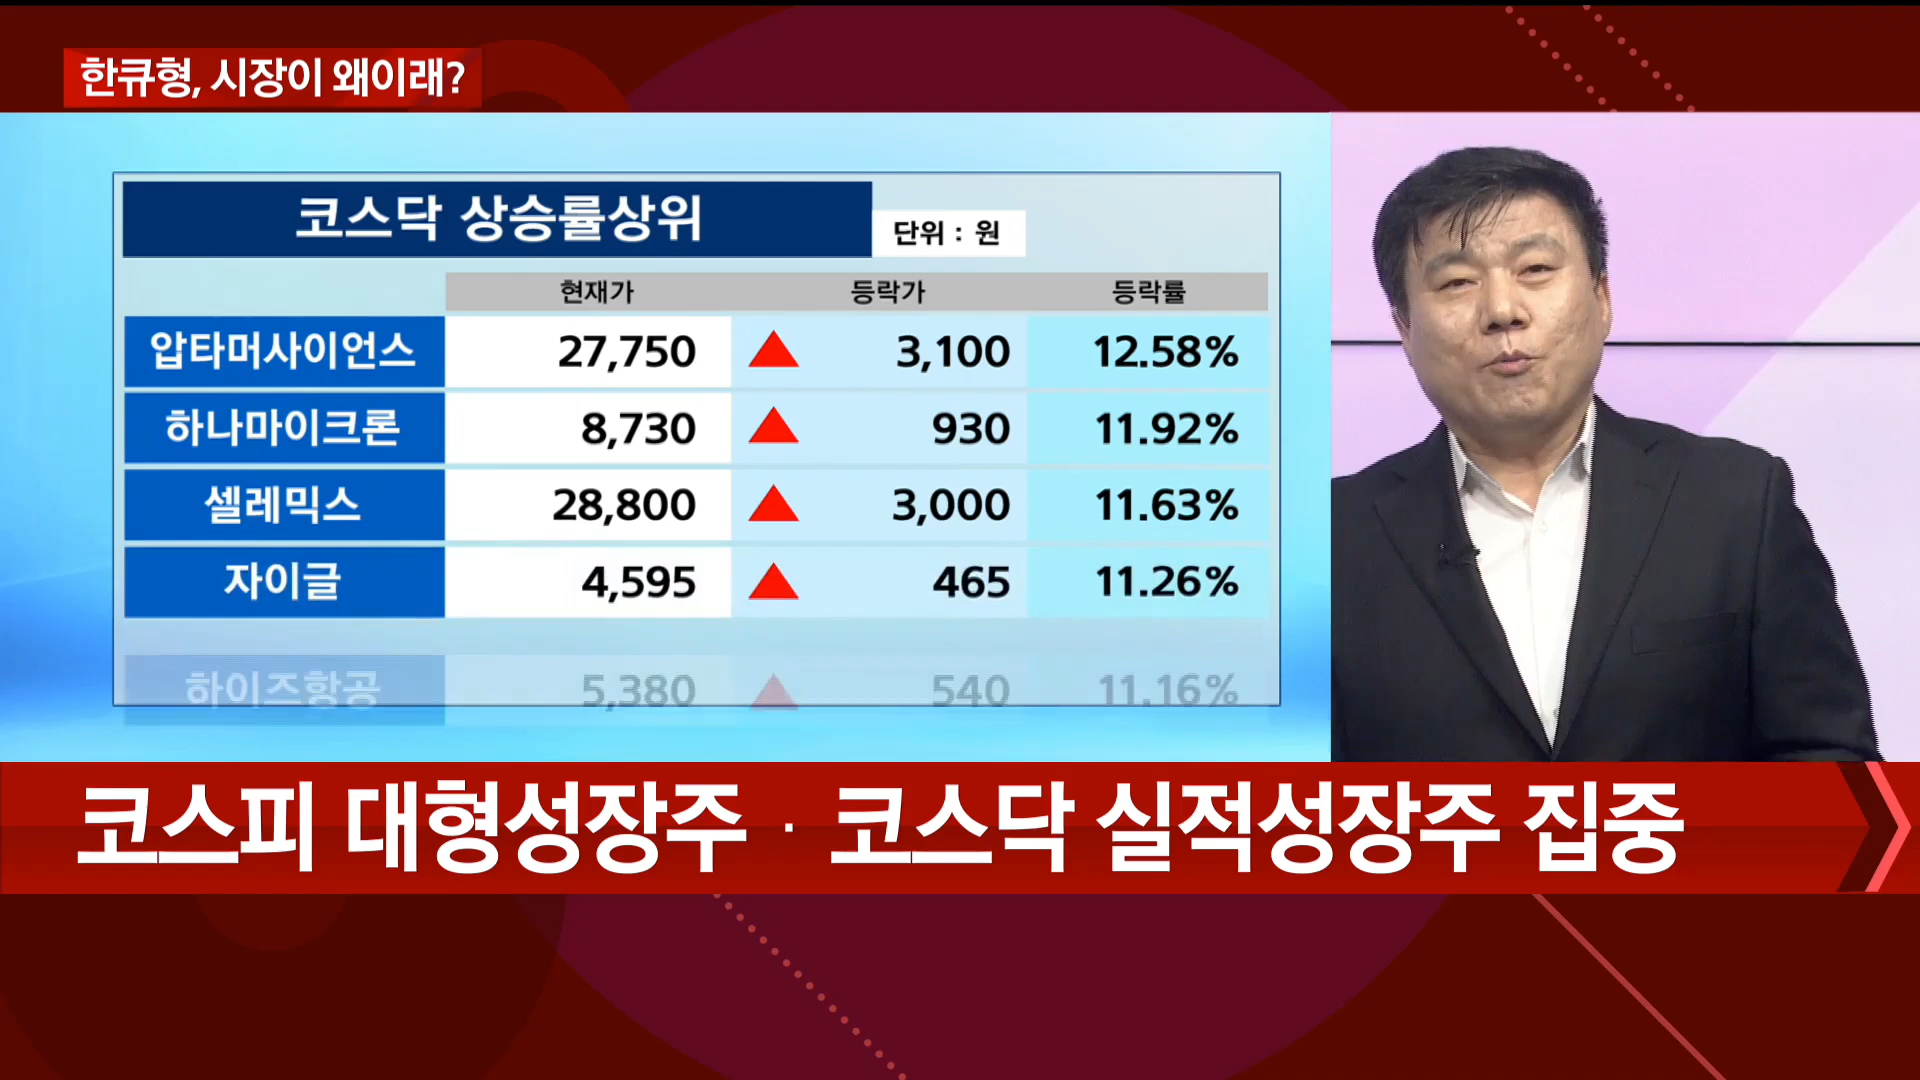 한큐형, 시장이 왜이래?
코스닥 상승률상위 단위 : 원
현재가 등락가 등락률
압타머사이언스 27,750 ▲ 3,100 12.58%
하나마이크론 8,730 ▲ 930 11.92%
셀레믹스 28,800 ▲ 3,000 11.63%
자이글 4,595 ▲ 465 11.26%
하이즈항공 5,380 ▲ 540 11.16%
코스피 대형성장주 · 코스닥 실적성장주 집중